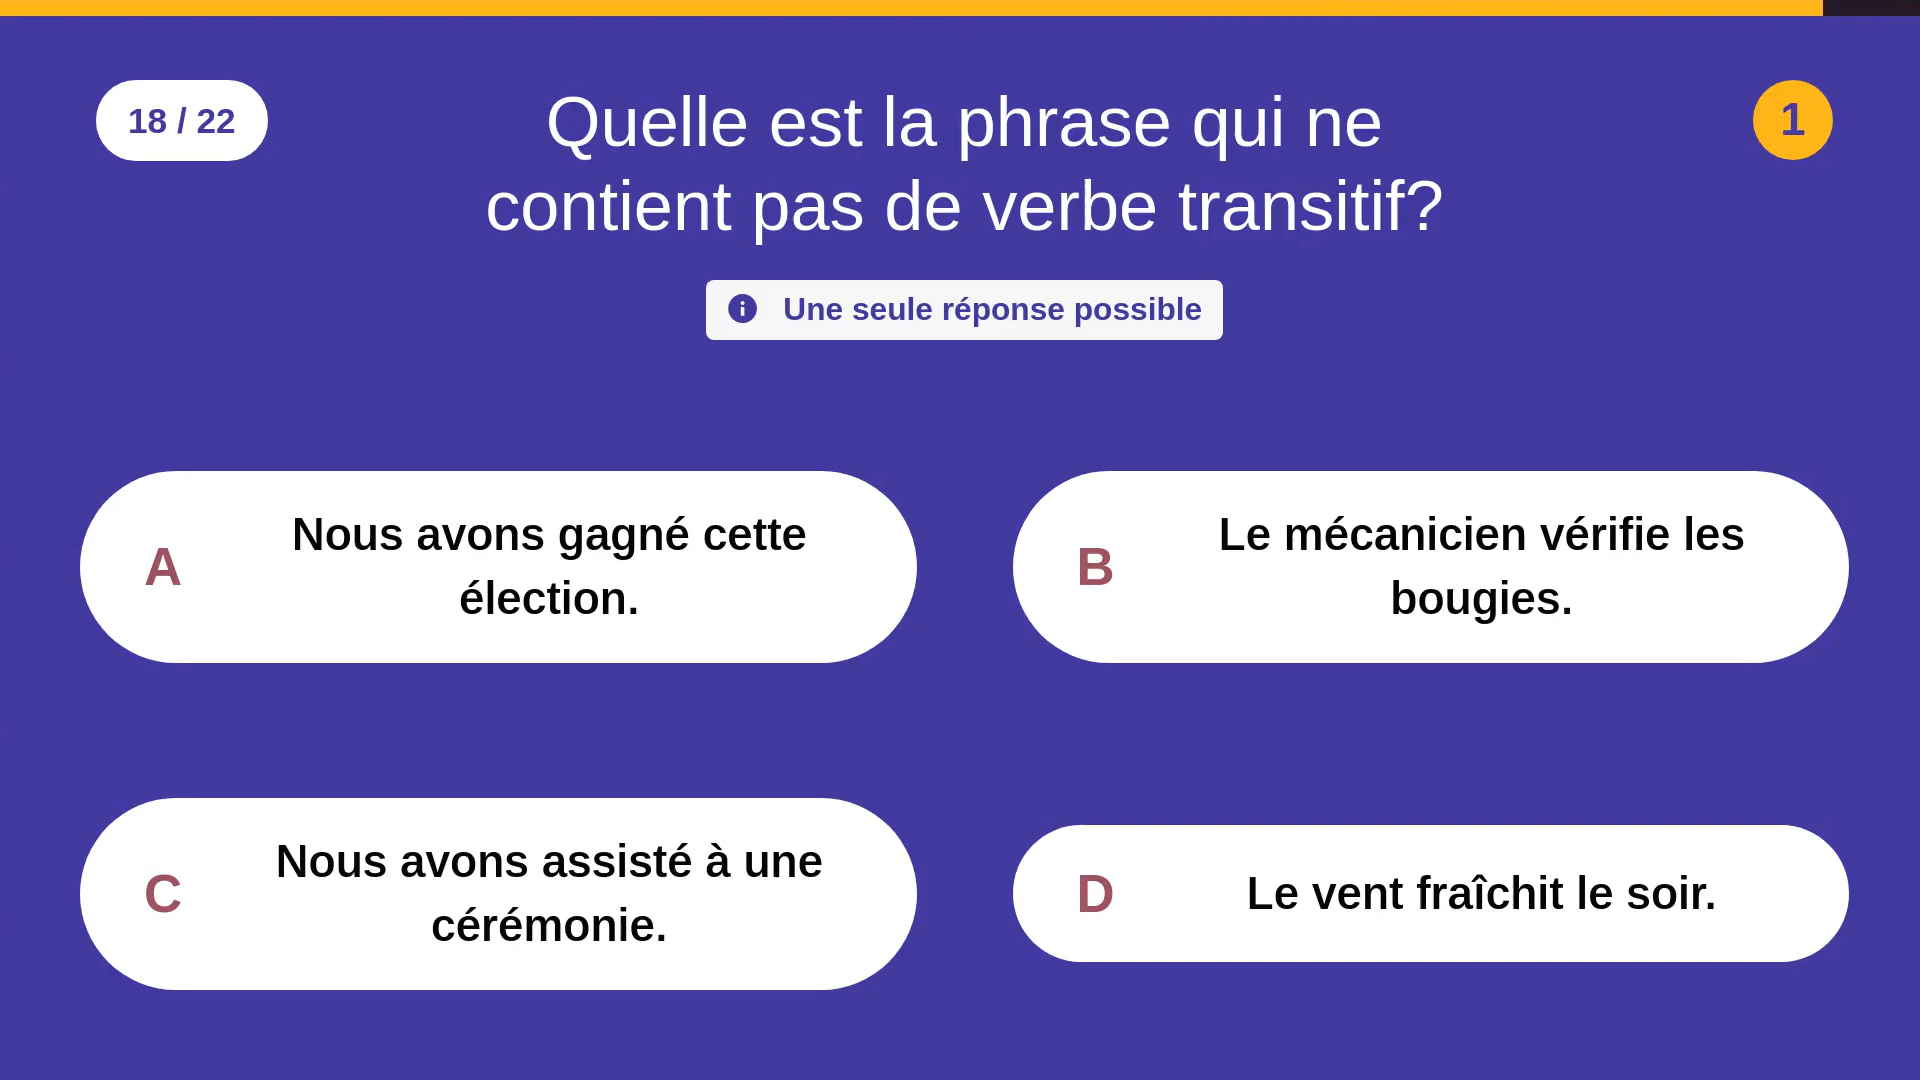 18 / 22
Quelle est la phrase qui ne
contient pas de verbe transitif?
1
Une seule réponse possible
A
Nous avons gagné cette
élection.
B
Le mécanicien vérifie les
bougies.
C
Nous avons assisté à une
cérémonie.
D
Le vent fraîchit le soir.